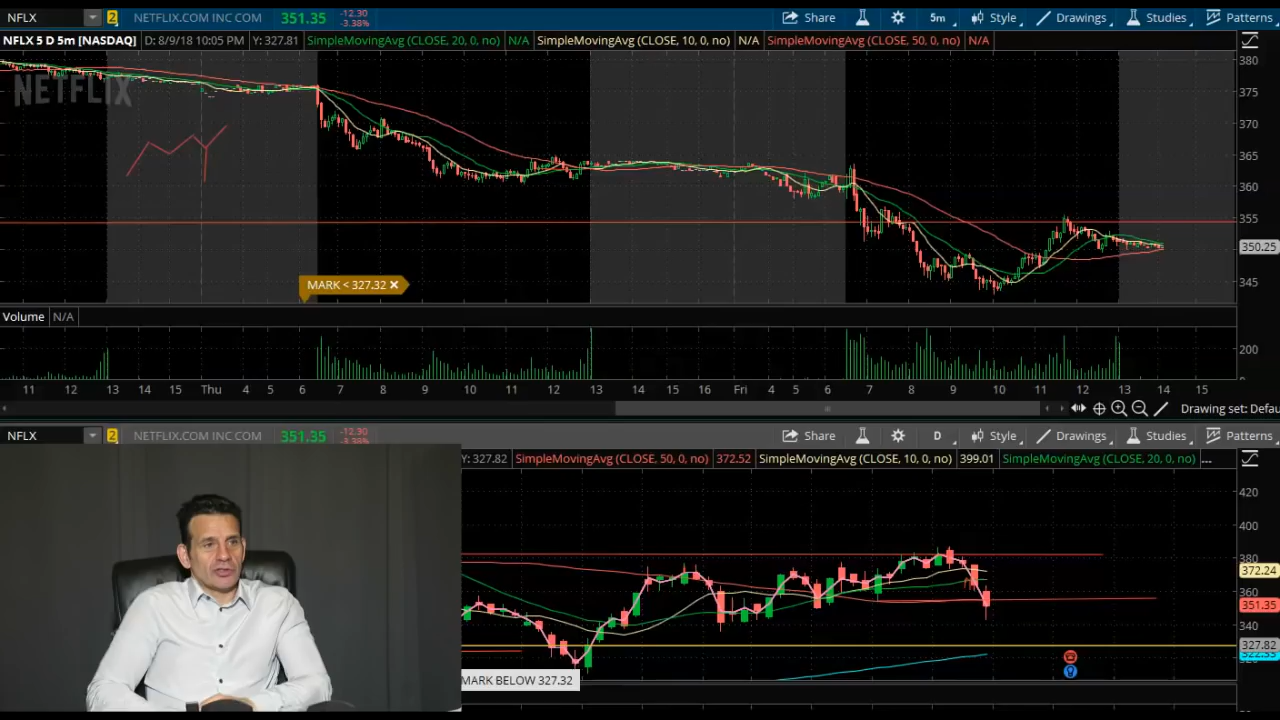 NFLX 2 NETFLIX.COM INC COM 351.35 -12.30 -3.38% Share 5m Style Drawings Studies Patterns
NFLX 5 D 5m [NASDAQ] D: 8/9/18 10:05 PM Y: 327.81 SimpleMovingAvg (CLOSE, 20, 0, no) N/A SimpleMovingAvg (CLOSE, 10, 0, no) N/A SimpleMovingAvg (CLOSE, 50, 0, no) N/A
380
NETFLIX
375
370
365
360
355
350.25
345
MARK < 327.32 ×
Volume N/A
200
11 12 13 14 15 Thu 4 5 6 7 8 9 10 11 12 13 14 15 16 Fri 4 5 6 7 8 9 10 11 12 13 14 15
Drawing set: Defau
NFLX 2 NETFLIX.COM INC COM 351.35 -12.30 -3.38% Share D Style Drawings Studies Patterns
Y: 327.82 SimpleMovingAvg (CLOSE, 50, 0, no) 372.52 SimpleMovingAvg (CLOSE, 10, 0, no) 399.01 SimpleMovingAvg (CLOSE, 20, 0, no) ...
420
400
380
372.24
360
351.35
340
327.82
MARK BELOW 327.32